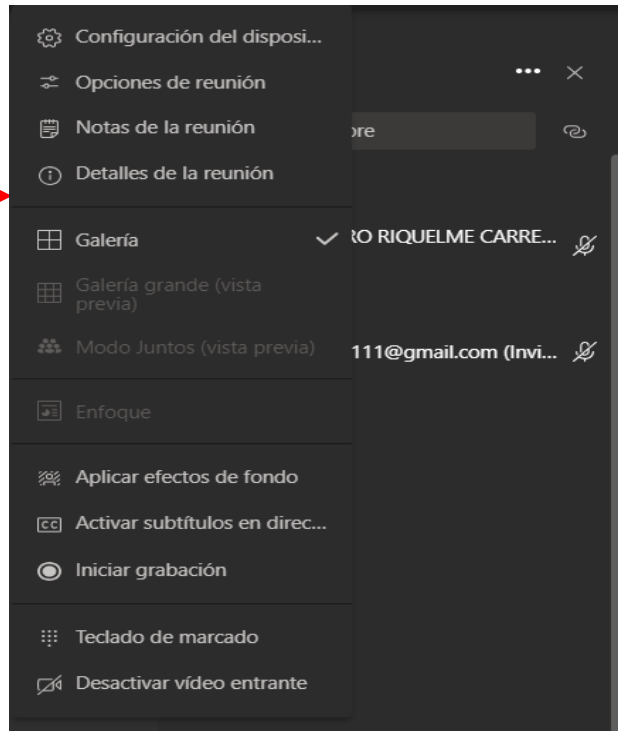 Configuración del disposi...
Opciones de reunión
•••
Notas de la reunión
bre
Detalles de la reunión
Galería
RO RIQUELME CARRE...
Galería grande (vista
previa)
Modo Juntos (vista previa)
111@gmail.com (Invi...
Enfoque
Aplicar efectos de fondo
CC Activar subtítulos en direc...
Iniciar grabación
Teclado de marcado
Desactivar vídeo entrante